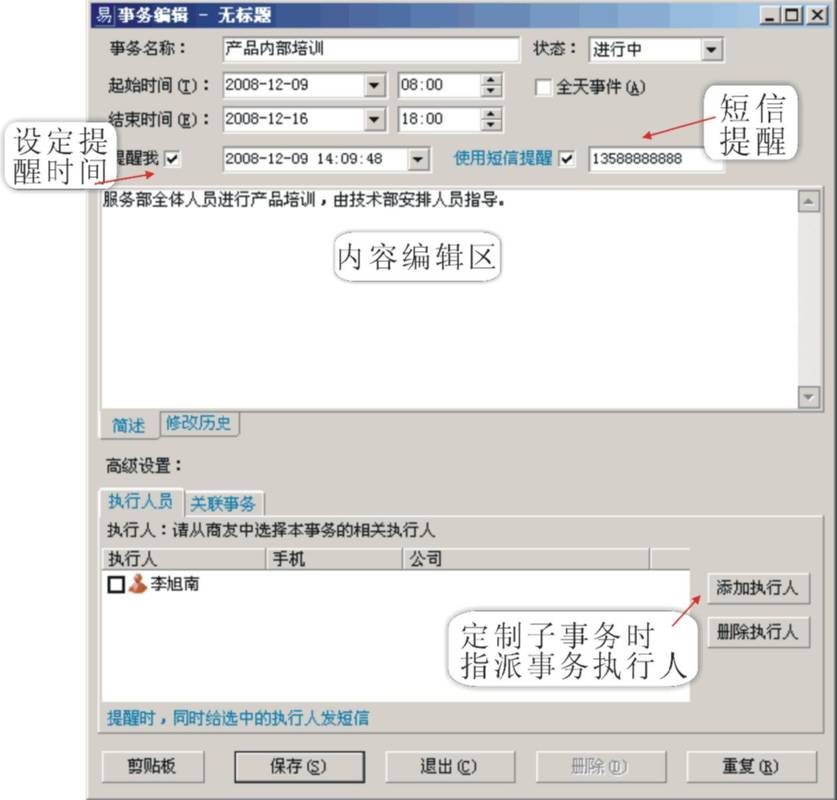 易 事务编辑 - 无标题
事务名称： 产品内部培训 状态： 进行中
起始时间(T)： 2008-12-09 08:00 全天事件(A)
结束时间(E)： 2008-12-16 18:00
短信
提醒
设定提
醒时间
提醒我 2008-12-09 14:09:48 使用短信提醒 13588888888
服务部全体人员进行产品培训，由技术部安排人员指导。
内容编辑区
简述 修改历史
高级设置：
执行人员 关联事务
执行人：请从商友中选择本事务的相关执行人
执行人 手机 公司
李旭南
添加执行人
删除执行人
定制子事务时
指派事务执行人
提醒时，同时给选中的执行人发短信
剪贴板 保存(S) 退出(C) 删除(D) 重复(R)